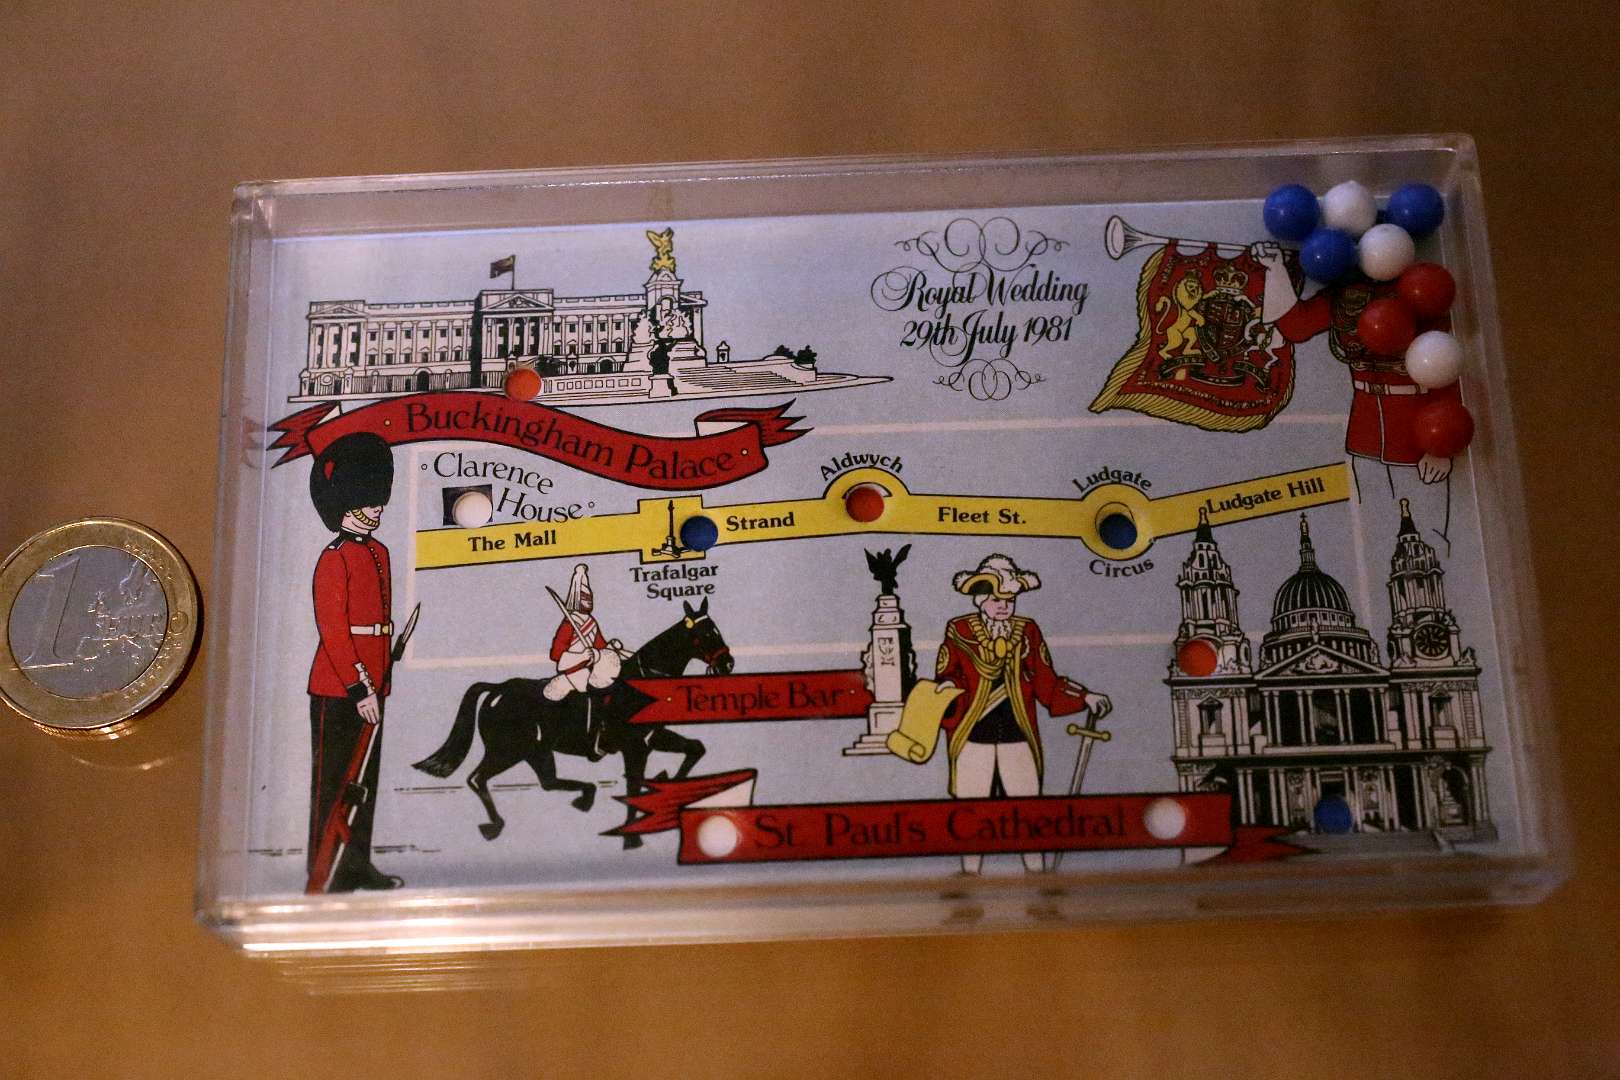 Royal Wedding
29th July 1981
Buckingham Palace
Clarence
House
The Mall
Trafalgar
Square
Strand
Aldwych
Fleet St.
Ludgate
Circus
Ludgate Hill
Temple Bar
St Paul's Cathedral
1 EURO